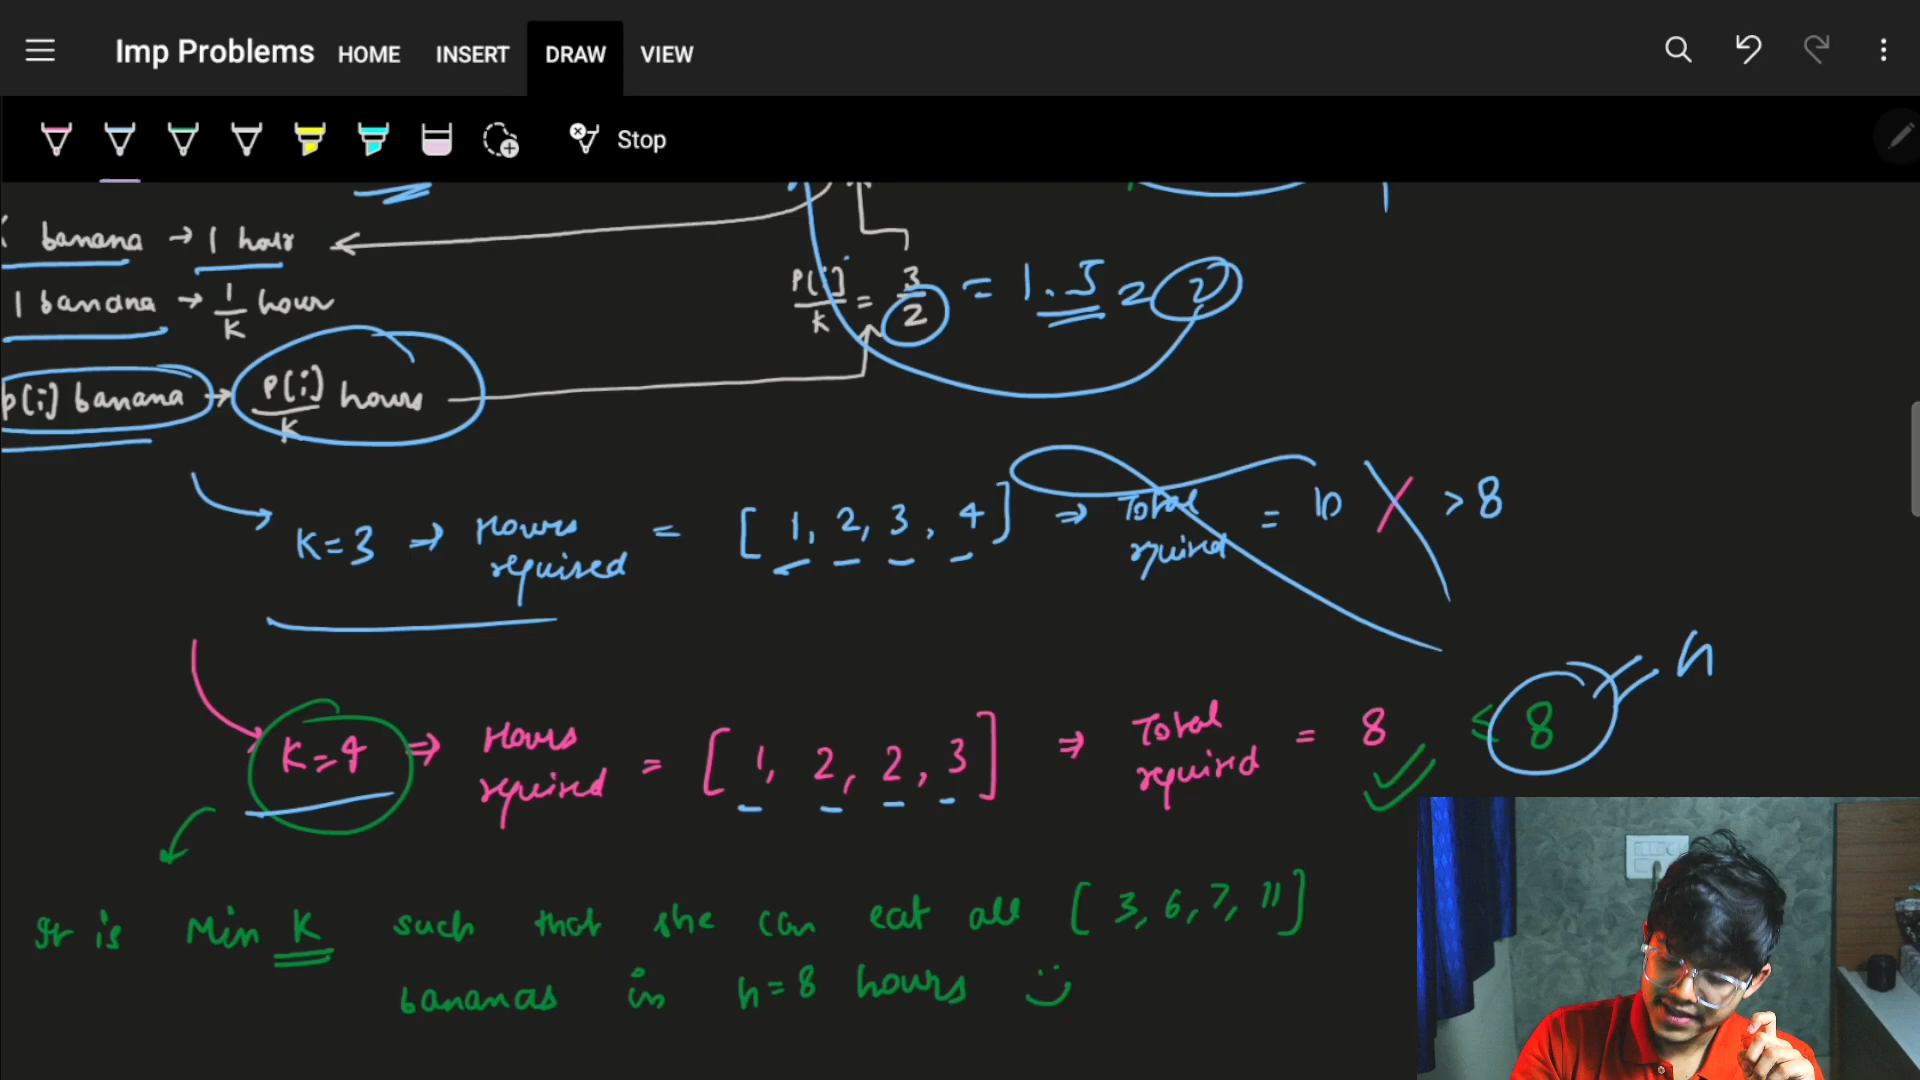 Imp Problems HOME INSERT DRAW VIEW
Stop
banana → 1 hour
1 banana → 1/K hour
P[i]/K = 3/2 = 1.5 = 2
p[i] banana → P[i]/K hours
K=3 ⇒ Hours required = [1, 2, 3, 4] ⇒ Total required = 10 > 8
h
K=4 ⇒ Hours required = [1, 2, 2, 3] ⇒ Total required = 8 ≤ 8
It is Min K such that she can eat all [3, 6, 7, 11]
bananas in h=8 hours